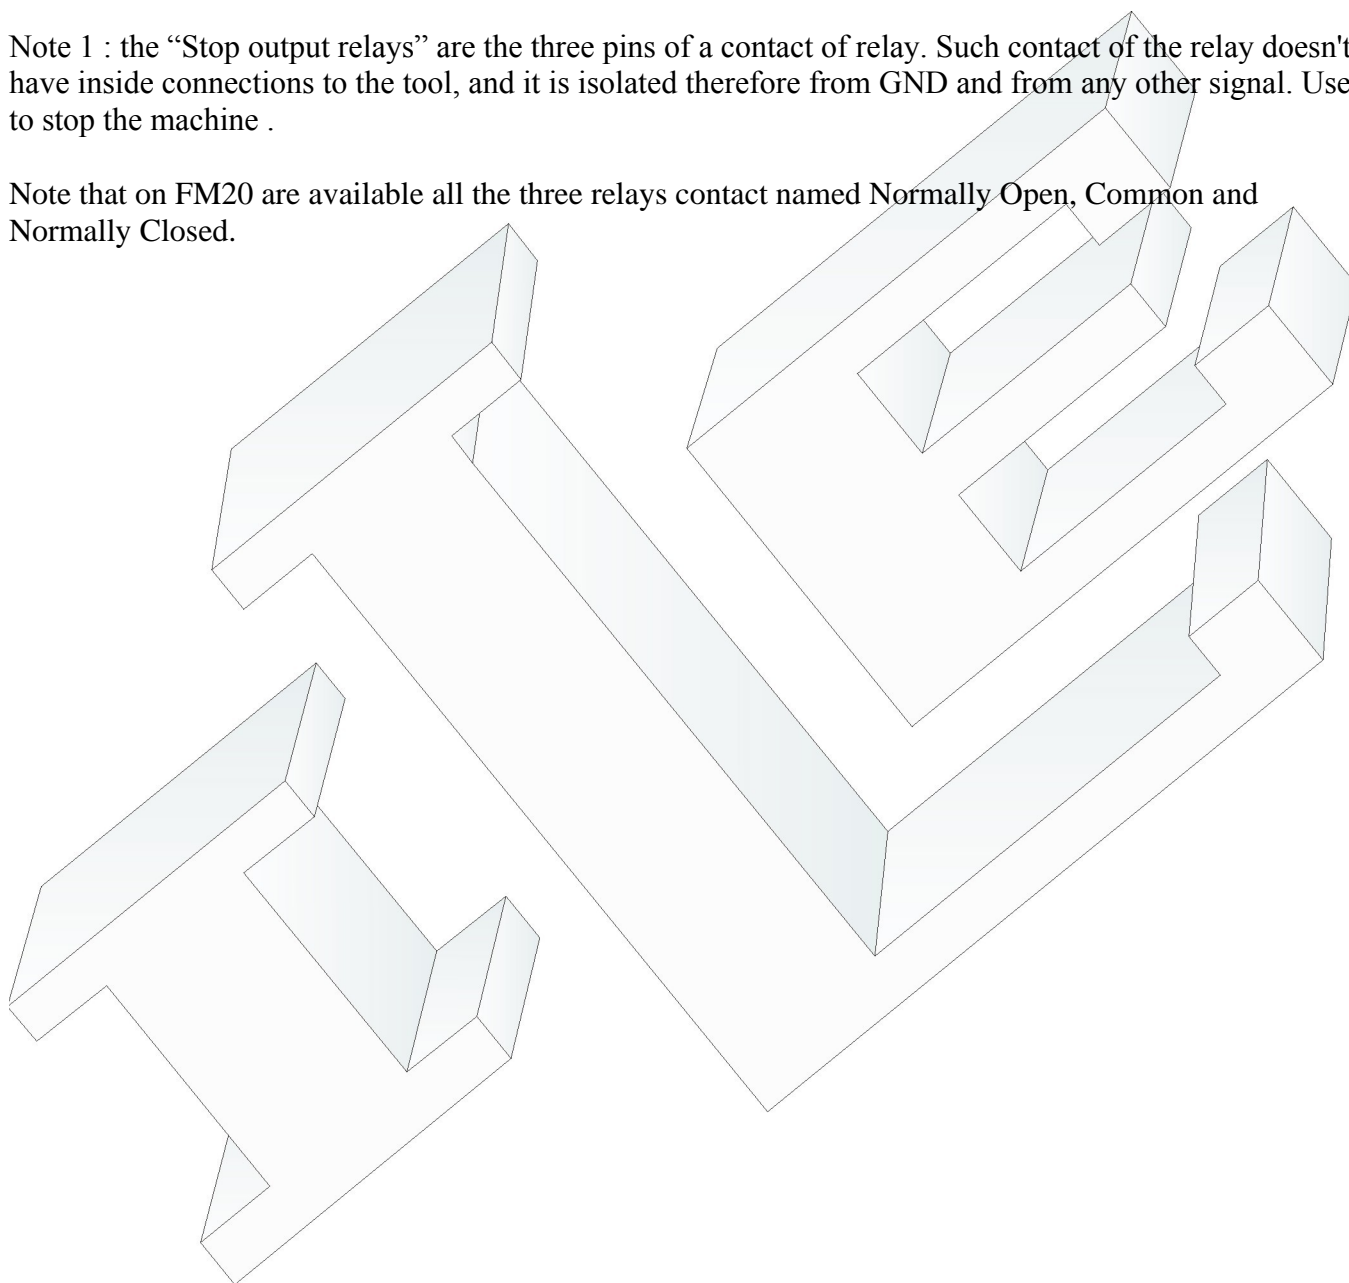 Note 1 : the “Stop output relays” are the three pins of a contact of relay. Such contact of the relay doesn't
have inside connections to the tool, and it is isolated therefore from GND and from any other signal. Use
to stop the machine .
Note that on FM20 are available all the three relays contact named Normally Open, Common and
Normally Closed.
I L E